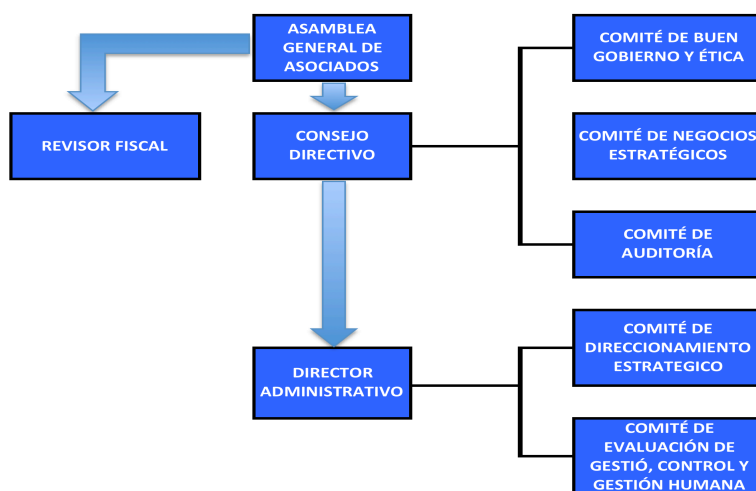 ASAMBLEA
GENERAL DE
ASOCIADOS
COMITÉ DE BUEN
GOBIERNO Y ÉTICA
REVISOR FISCAL
CONSEJO
DIRECTIVO
COMITÉ DE NEGOCIOS
ESTRATÉGICOS
COMITÉ DE
AUDITORÍA
COMITÉ DE
DIRECCIONAMIENTO
ESTRATEGICO
DIRECTOR
ADMINISTRATIVO
COMITÉ DE
EVALUACIÓN DE
GESTIÓ, CONTROL Y
GESTIÓN HUMANA